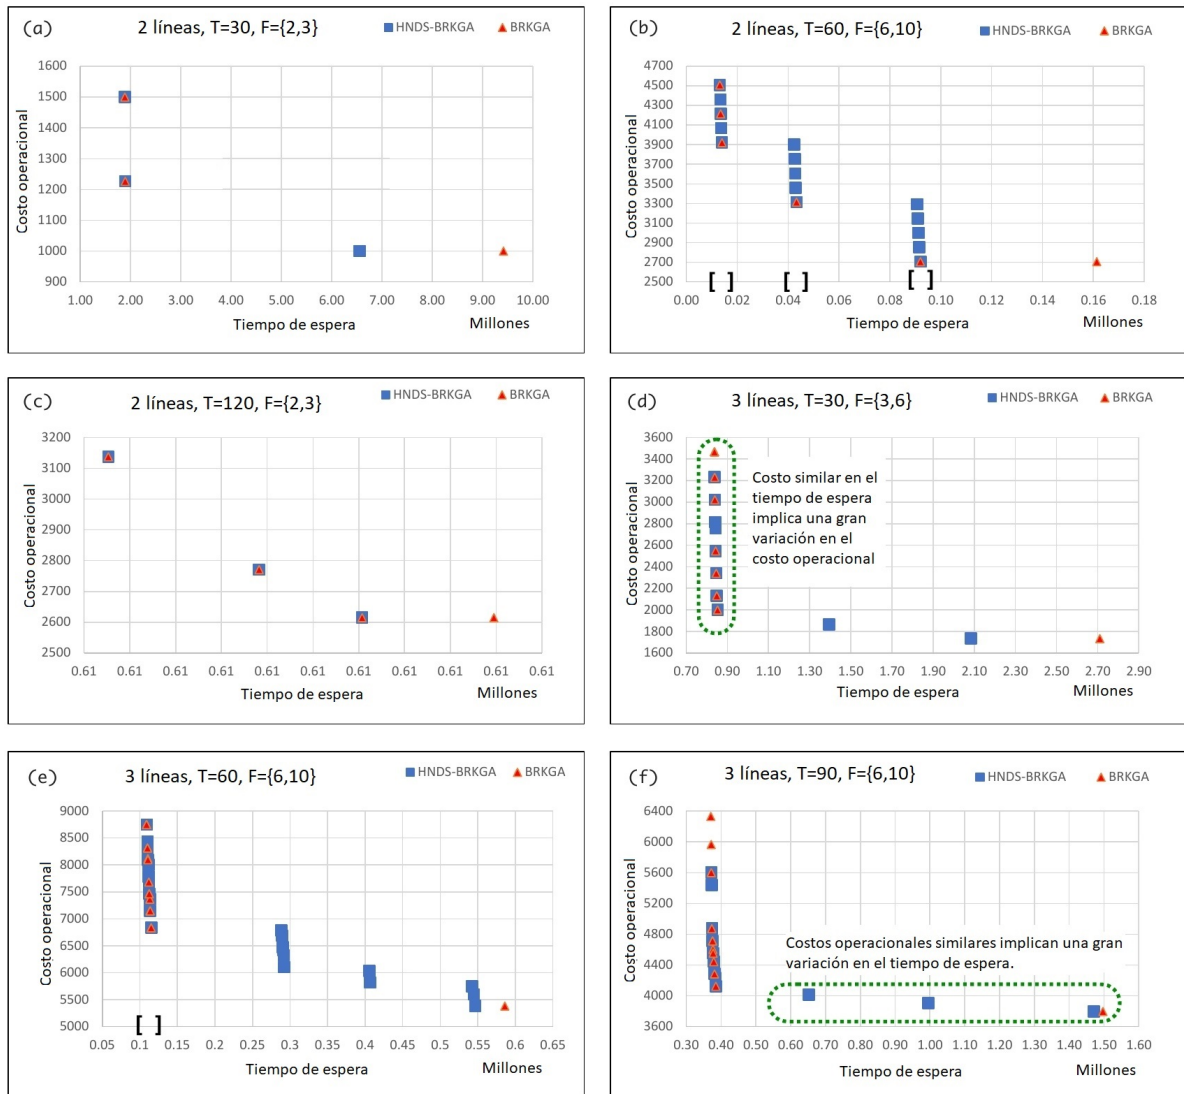 (a)
2 líneas, T=30, F={2,3}
HNDS-BRKGA
BRKGA
Costo operacional
1600
1500
1400
1300
1200
1100
1000
900
1.00 2.00 3.00 4.00 5.00 6.00 7.00 8.00 9.00 10.00
Tiempo de espera
Millones
(b)
2 líneas, T=60, F={6,10}
HNDS-BRKGA
BRKGA
Costo operacional
4700
4500
4300
4100
3900
3700
3500
3300
3100
2900
2700
2500
[ ] [ ] [ ]
0.00 0.02 0.04 0.06 0.08 0.10 0.12 0.14 0.16 0.18
Tiempo de espera
Millones
(c)
2 líneas, T=120, F={2,3}
HNDS-BRKGA
BRKGA
Costo operacional
3200
3100
3000
2900
2800
2700
2600
2500
0.61 0.61 0.61 0.61 0.61 0.61 0.61 0.61 0.61 0.61 0.61
Tiempo de espera
Millones
(d)
3 líneas, T=30, F={3,6}
HNDS-BRKGA
BRKGA
Costo operacional
3600
3400
3200
3000
2800
2600
2400
2200
2000
1800
1600
Costo similar en el
tiempo de espera
implica una gran
variación en el
costo operacional
0.70 0.90 1.10 1.30 1.50 1.70 1.90 2.10 2.30 2.50 2.70 2.90
Tiempo de espera
Millones
(e)
3 líneas, T=60, F={6,10}
HNDS-BRKGA
BRKGA
Costo operacional
9000
8500
8000
7500
7000
6500
6000
5500
5000
[ ]
0.05 0.1 0.15 0.2 0.25 0.3 0.35 0.4 0.45 0.5 0.55 0.6 0.65
Tiempo de espera
Millones
(f)
3 líneas, T=90, F={6,10}
HNDS-BRKGA
BRKGA
Costo operacional
6400
6000
5600
5200
4800
4400
4000
3600
Costos operacionales similares implican una gran
variación en el tiempo de espera.
0.30 0.40 0.50 0.60 0.70 0.80 0.90 1.00 1.10 1.20 1.30 1.40 1.50 1.60
Tiempo de espera
Millones